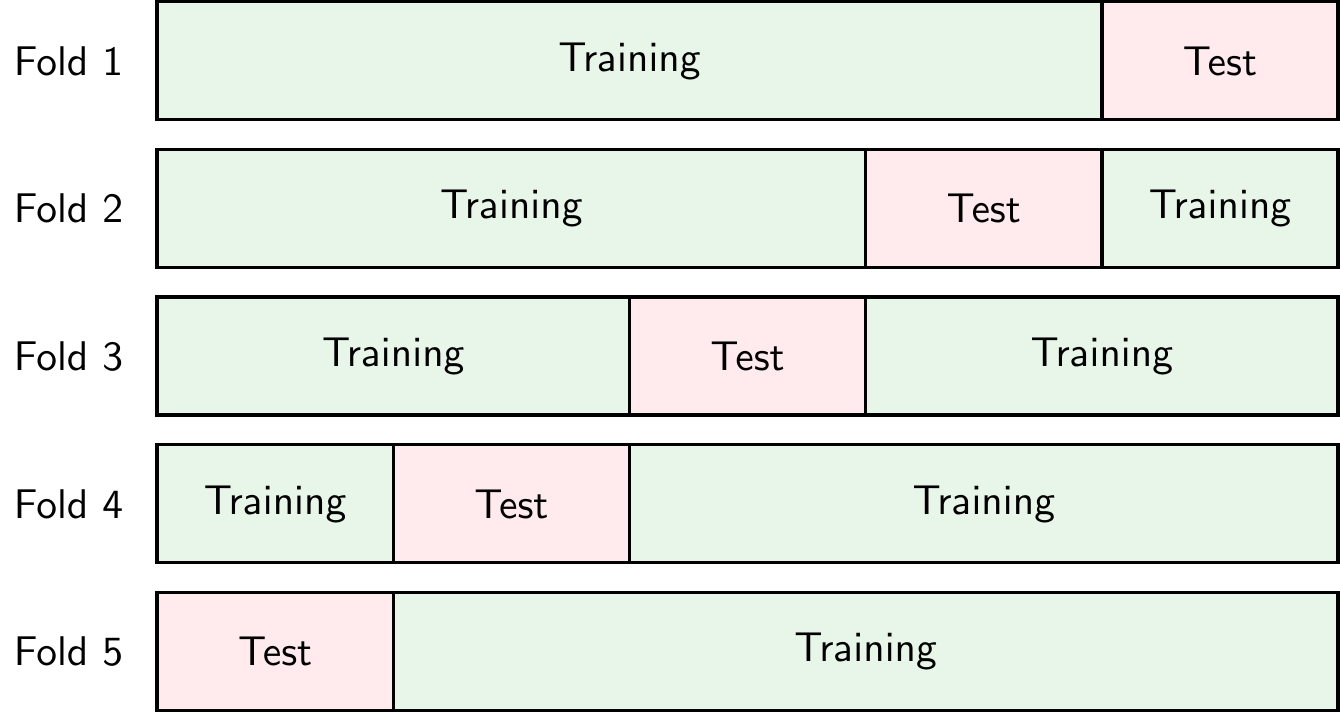 Fold 1 Training Test
Fold 2 Training Test Training
Fold 3 Training Test Training
Fold 4 Training Test Training
Fold 5 Test Training